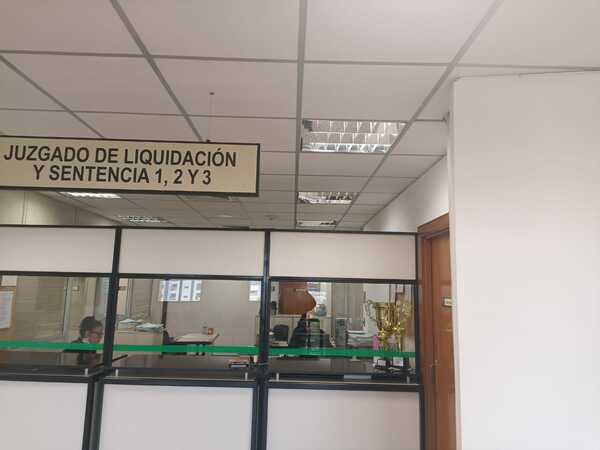 JUZGADO DE LIQUIDACIÓN
Y SENTENCIA 1, 2 Y 3